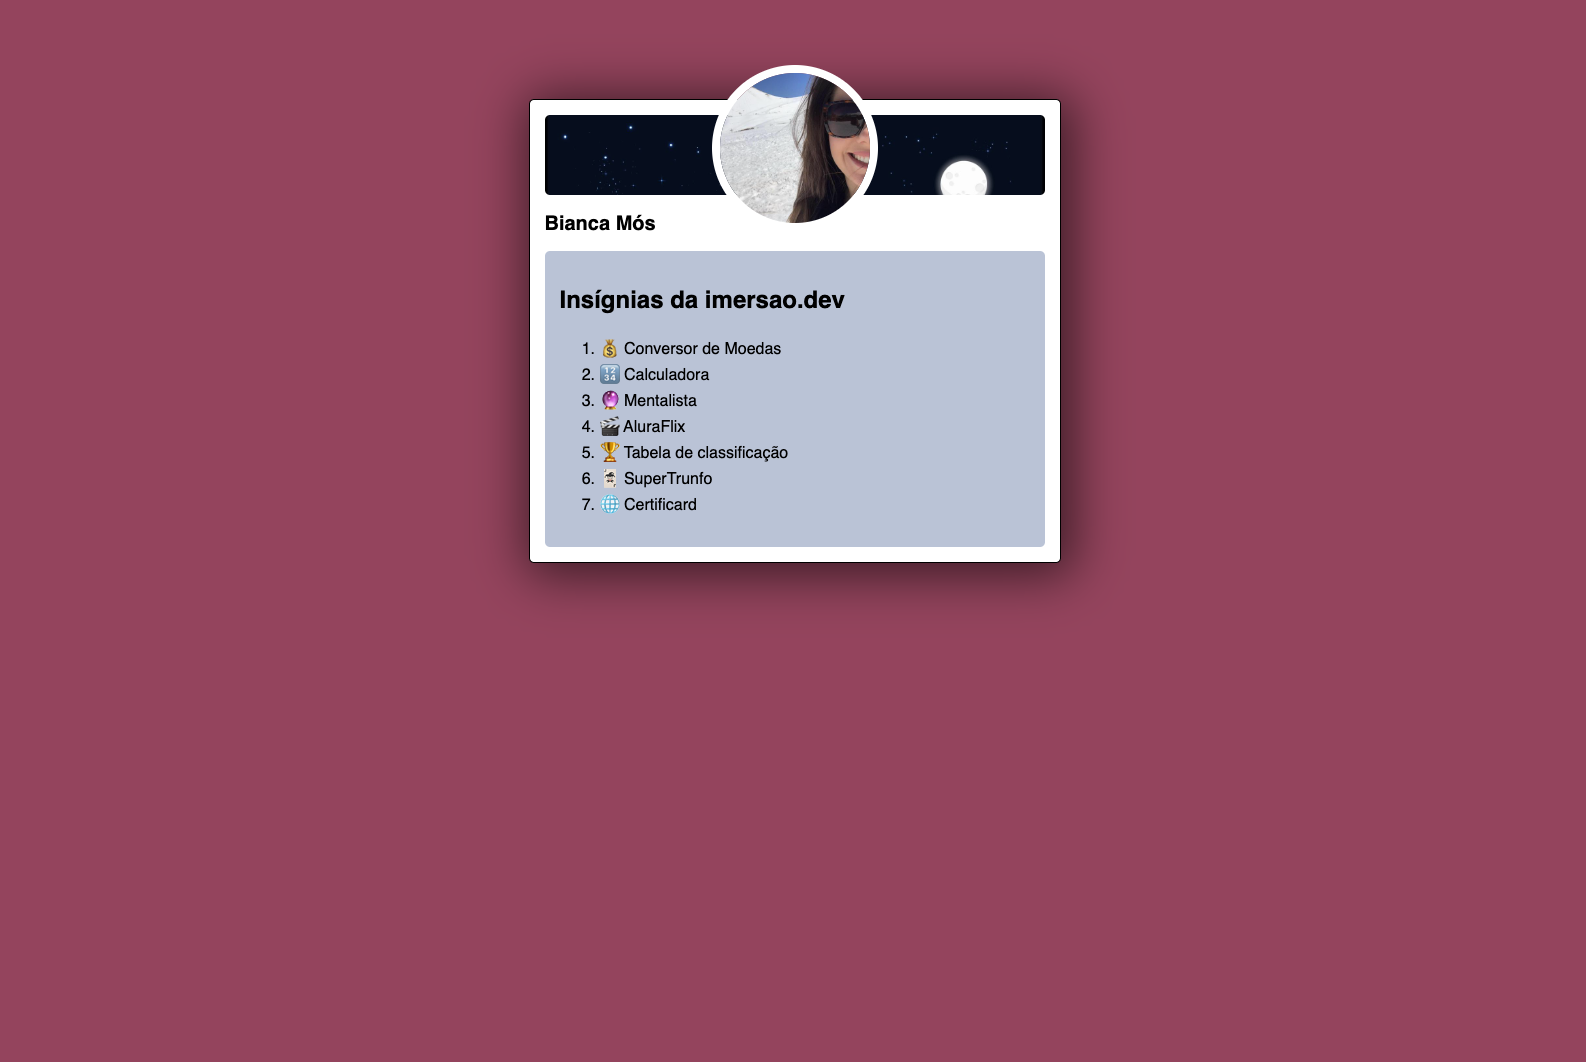 Bianca Mós
Insígnias da imersao.dev
1. 💰 Conversor de Moedas
2. 🔢 Calculadora
3. 🔮 Mentalista
4. 🎬 AluraFlix
5. 🏆 Tabela de classificação
6. 🃏 SuperTrunfo
7. 🌐 Certificard